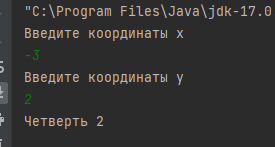 "C:\Program Files\Java\jdk-17.0
Введите координаты x
-3
Введите координаты y
2
Четверть 2